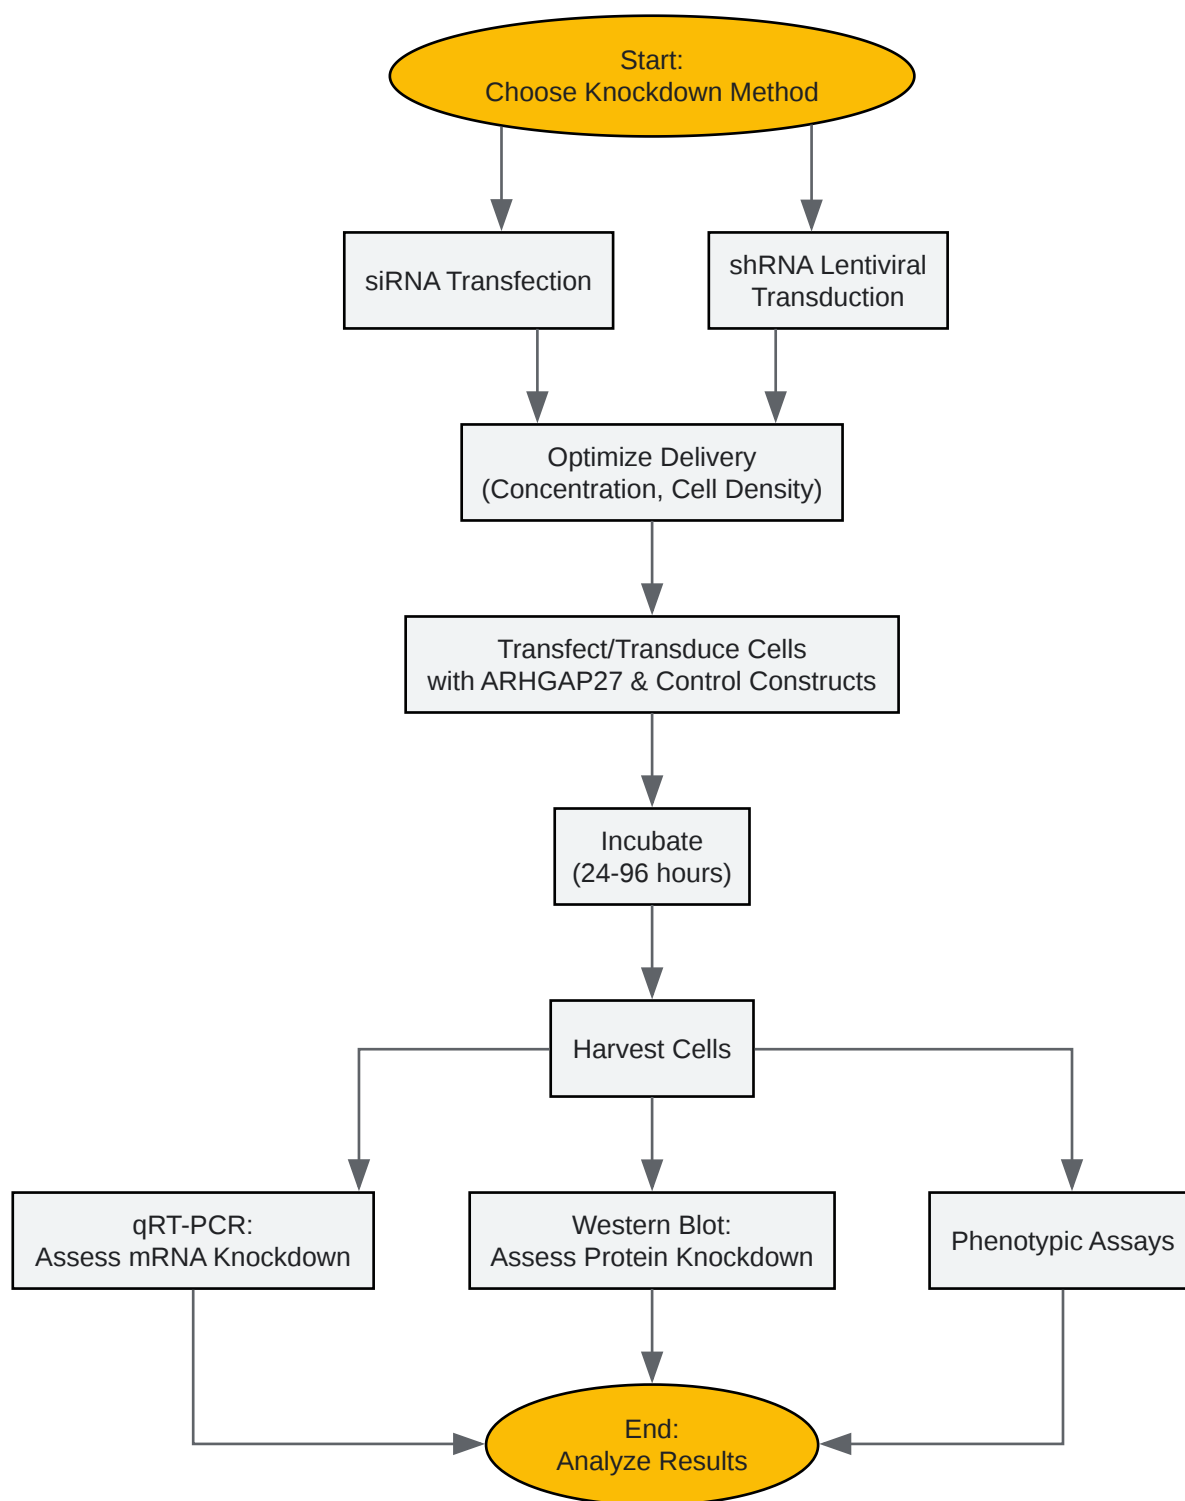 Start:
Choose Knockdown Method
siRNA Transfection
shRNA Lentiviral
Transduction
Optimize Delivery
(Concentration, Cell Density)
Transfect/Transduce Cells
with ARHGAP27 & Control Constructs
Incubate
(24-96 hours)
Harvest Cells
qRT-PCR:
Assess mRNA Knockdown
Western Blot:
Assess Protein Knockdown
Phenotypic Assays
End:
Analyze Results